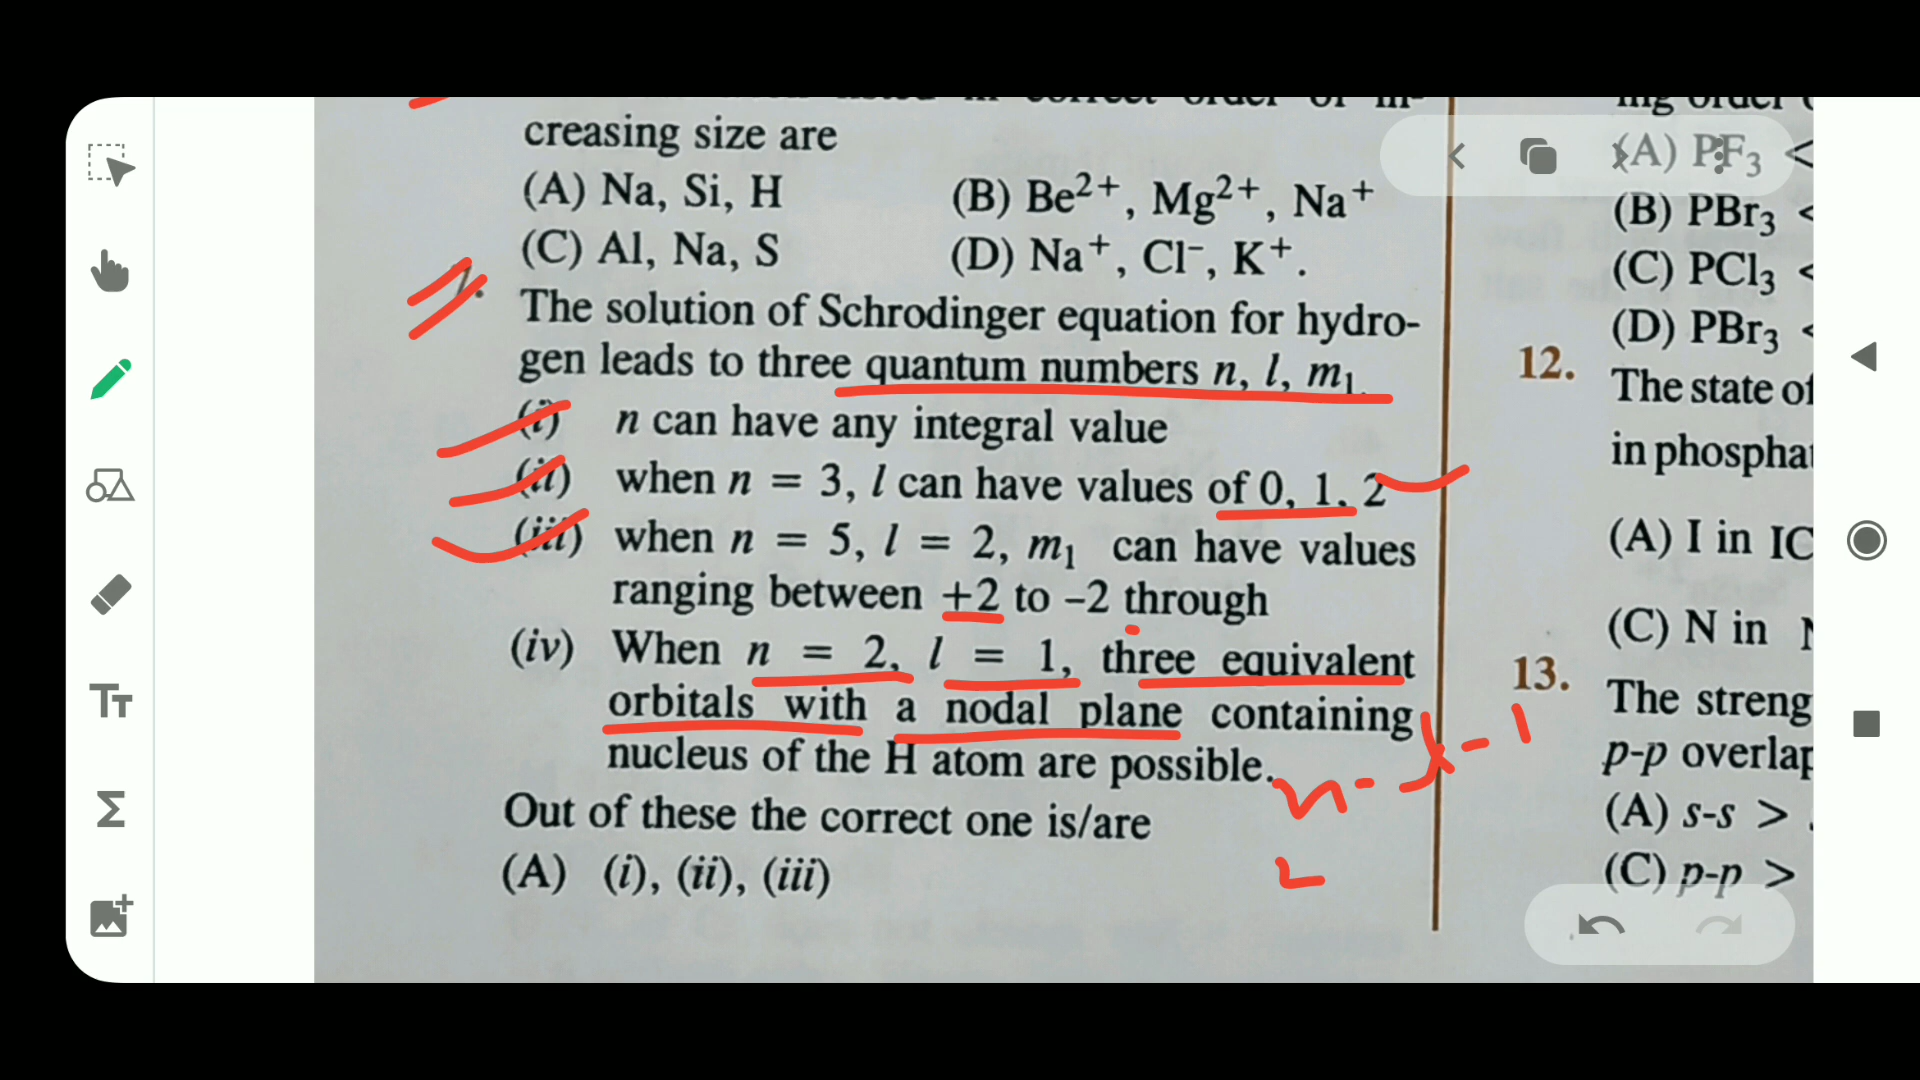 creasing size are
(A) Na, Si, H (B) Be²⁺, Mg²⁺, Na⁺
(C) Al, Na, S (D) Na⁺, Cl⁻, K⁺.
7. The solution of Schrodinger equation for hydro-
gen leads to three quantum numbers n, l, m₁.
(i) n can have any integral value
(ii) when n = 3, l can have values of 0, 1, 2
(iii) when n = 5, l = 2, m₁ can have values
ranging between +2 to –2 through
(iv) When n = 2, l = 1, three equivalent
orbitals with a nodal plane containing
nucleus of the H atom are possible.
Out of these the correct one is/are
(A) (i), (ii), (iii)
n - l - 1
2
(A) PF₃ <
(B) PBr₃ <
(C) PCl₃ <
(D) PBr₃ <
12. The state of
in phosphat
(A) I in IC
(C) N in
13. The streng
p-p overlap
(A) s-s >
(C) p-p >
Tт
Σ